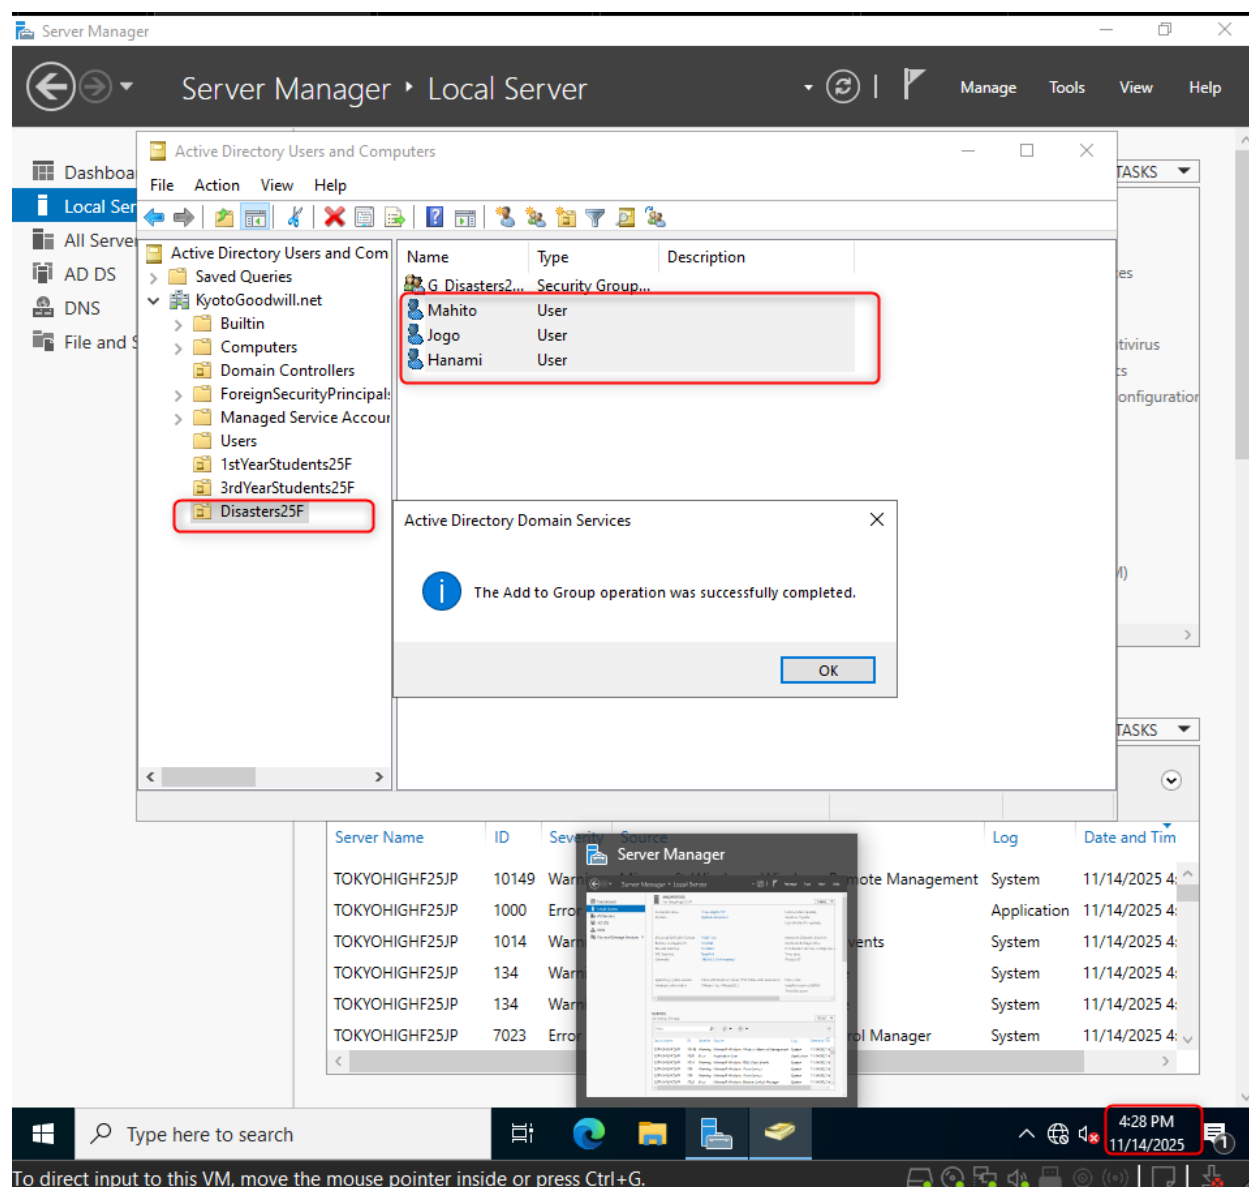 Server Manager
Server Manager
Local Server
Manage Tools View Help
Dashboa
Local Ser
All Server
AD DS
DNS
File and S
TASKS
Active Directory Users and Computers
File Action View Help
Active Directory Users and Com
Saved Queries
KyotoGoodwill.net
Builtin
Computers
Domain Controllers
ForeignSecurityPrincipals
Managed Service Accour
Users
1stYearStudents25F
3rdYearStudents25F
Disasters25F
Name Type Description
G_Disasters2... Security Group...
Mahito User
Jogo User
Hanami User
es
tivirus
cs
onfiguration
M)
Active Directory Domain Services
The Add to Group operation was successfully completed.
OK
TASKS
Server Name ID Severity Source Log Date and Tim
TOKYOHIGHF25JP 10149 Warni mote Management System 11/14/2025 4:
TOKYOHIGHF25JP 1000 Error Application 11/14/2025 4:
TOKYOHIGHF25JP 1014 Warn vents System 11/14/2025 4:
TOKYOHIGHF25JP 134 Warn System 11/14/2025 4:
TOKYOHIGHF25JP 134 Warn System 11/14/2025 4:
TOKYOHIGHF25JP 7023 Error rol Manager System 11/14/2025 4:
Server Manager
Type here to search
4:28 PM
11/14/2025
1
To direct input to this VM, move the mouse pointer inside or press Ctrl+G.